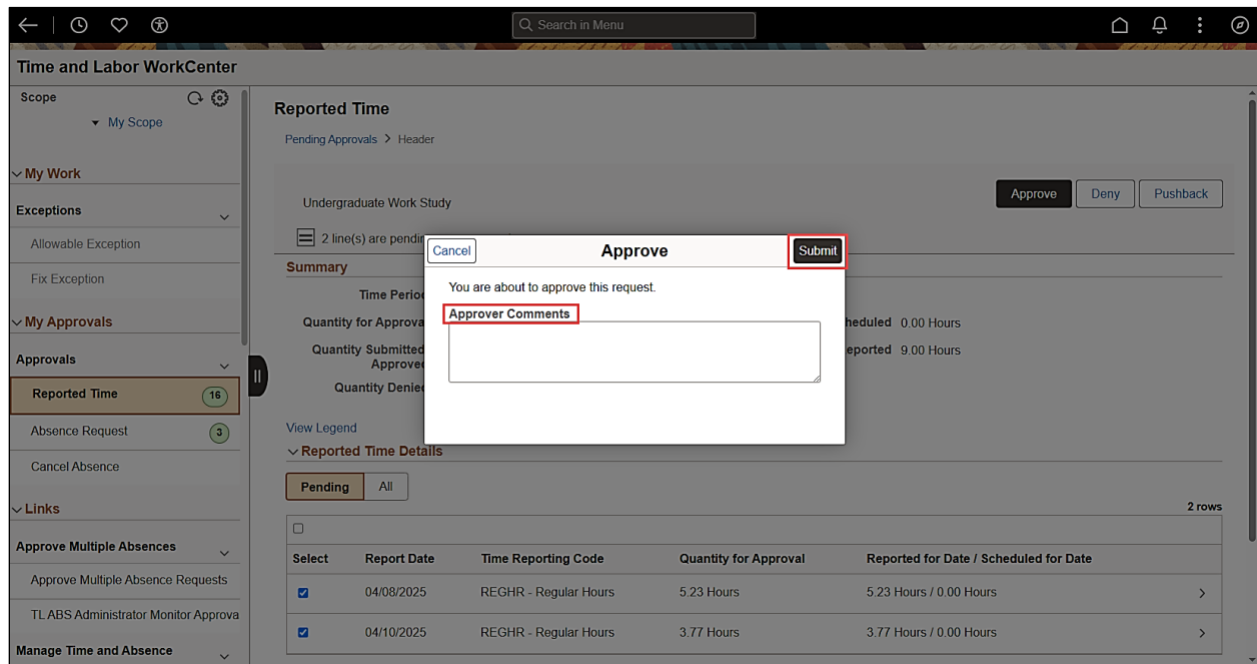 Search in Menu
Time and Labor WorkCenter
Scope
My Scope
My Work
Exceptions
Allowable Exception
Fix Exception
My Approvals
Approvals
Reported Time 16
Absence Request 3
Cancel Absence
Links
Approve Multiple Absences
Approve Multiple Absence Requests
TL ABS Administrator Monitor Approva
Manage Time and Absence
Reported Time
Pending Approvals > Header
Undergraduate Work Study
Approve Deny Pushback
2 line(s) are pendin
Summary
Time Period
Quantity for Approva
heduled 0.00 Hours
Quantity Submitted
Approved
eported 9.00 Hours
Quantity Denied
Cancel Approve Submit
You are about to approve this request.
Approver Comments
View Legend
Reported Time Details
Pending All
2 rows
Select Report Date Time Reporting Code Quantity for Approval Reported for Date / Scheduled for Date
04/08/2025 REGHR - Regular Hours 5.23 Hours 5.23 Hours / 0.00 Hours
04/10/2025 REGHR - Regular Hours 3.77 Hours 3.77 Hours / 0.00 Hours